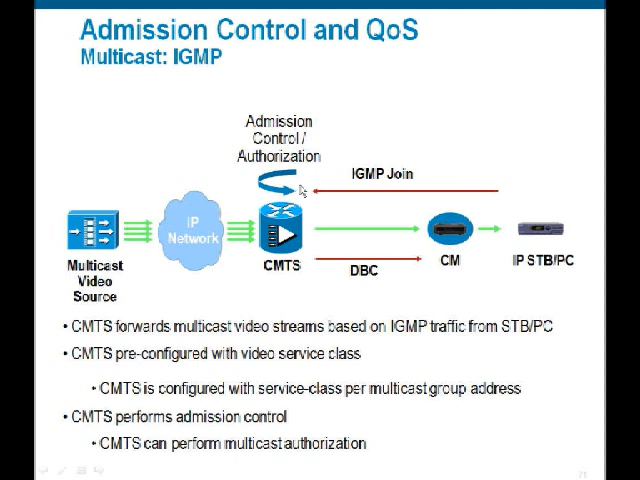 Admission Control and QoS
Multicast: IGMP
Admission
Control /
Authorization
IGMP Join
IP
Network
Multicast
Video
Source
CMTS
DBC
CM
IP STB/PC
• CMTS forwards multicast video streams based on IGMP traffic from STB/PC
• CMTS pre-configured with video service class
• CMTS is configured with service-class per multicast group address
• CMTS performs admission control
• CMTS can perform multicast authorization